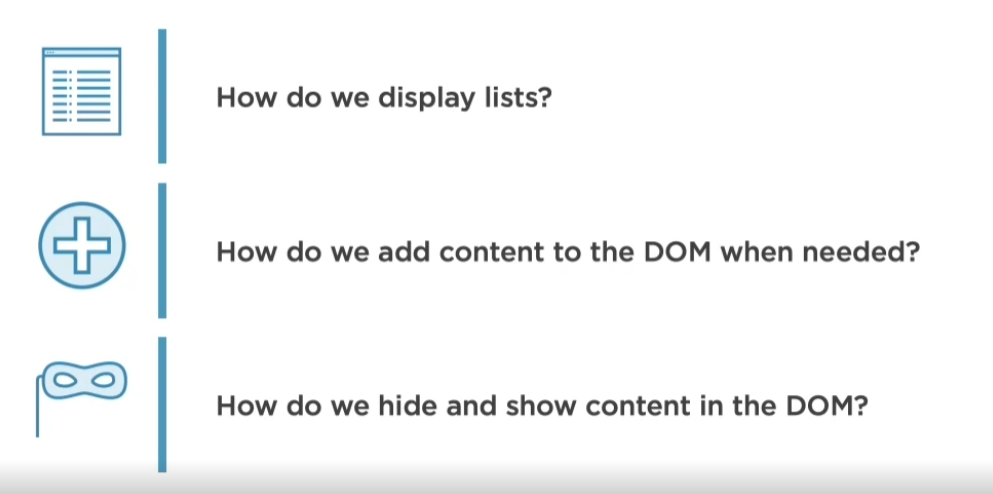 How do we display lists?
How do we add content to the DOM when needed?
How do we hide and show content in the DOM?